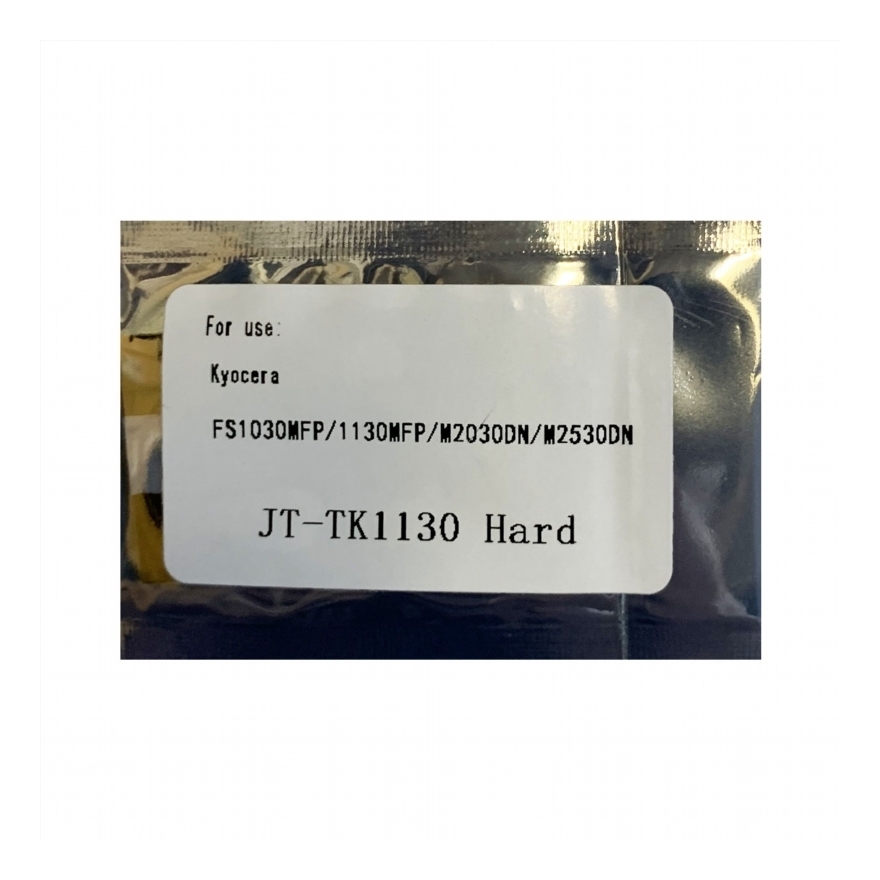 For use:
Kyocera
FS1030MFP/1130MFP/M2030DN/M2530DN
JT-TK1130 Hard